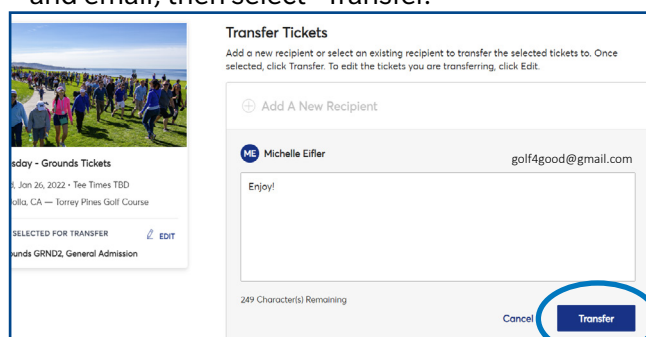 and email, then select "Transfer."
Transfer Tickets
Add a new recipient or select an existing recipient to transfer the selected tickets to. Once
selected, click Transfer. To edit the tickets you are transferring, click Edit.
Add A New Recipient
ME Michelle Eifler
golf4good@gmail.com
Enjoy!
249 Character(s) Remaining
Cancel
Transfer
sday - Grounds Tickets
, Jan 26, 2022 • Tee Times TBD
olla, CA — Torrey Pines Golf Course
SELECTED FOR TRANSFER
EDIT
unds GRND2, General Admission